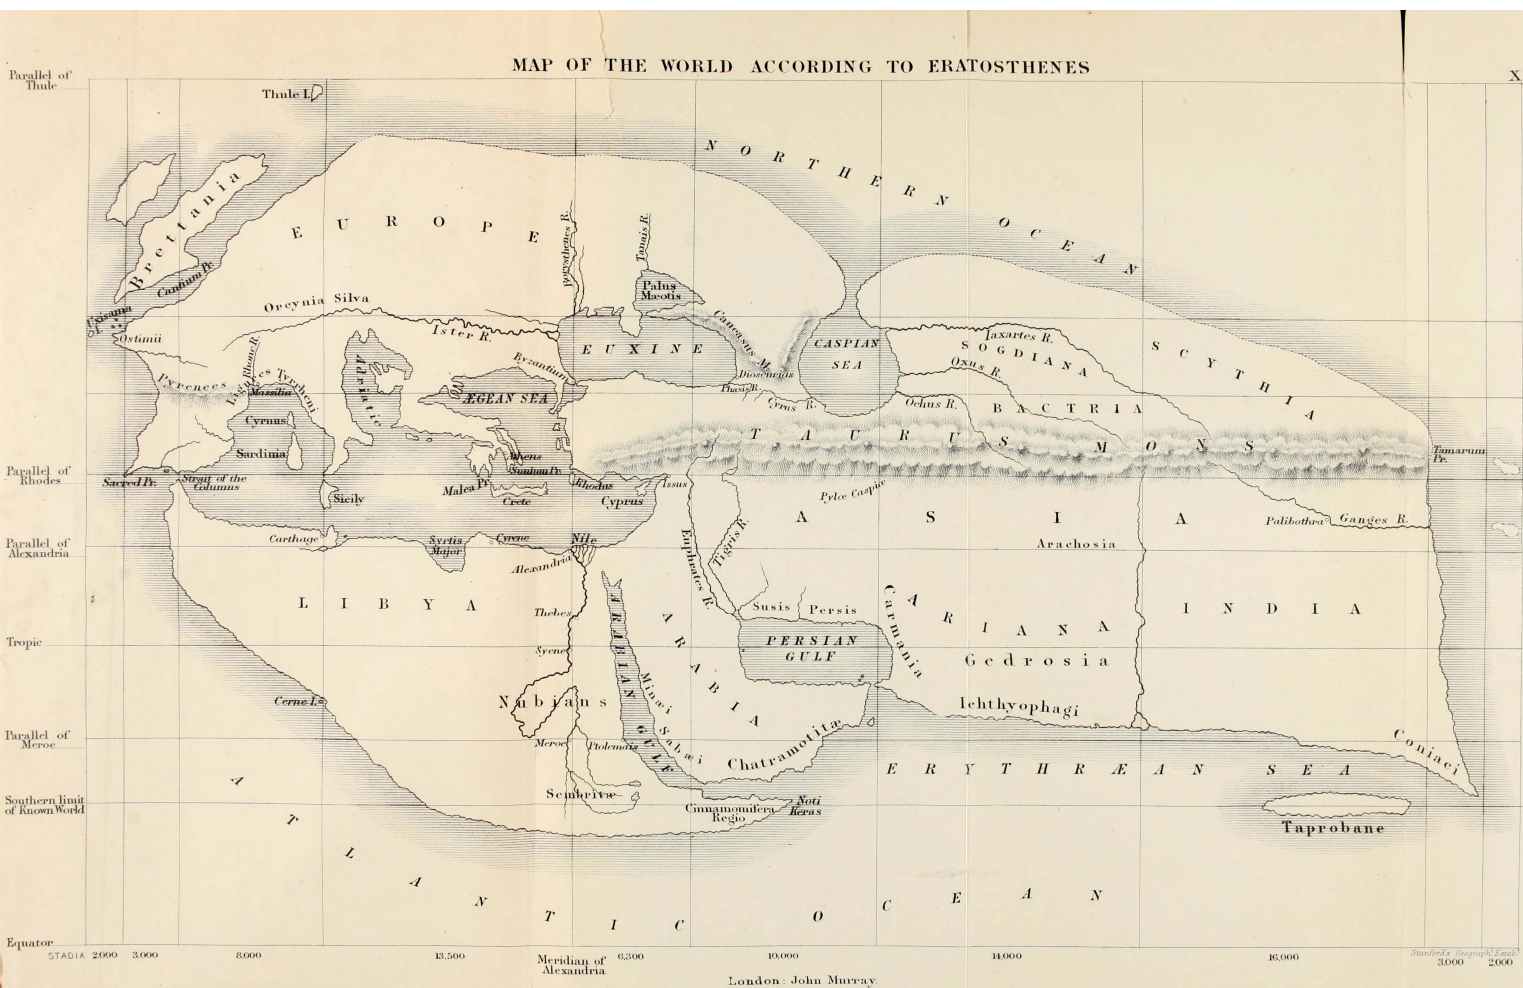 MAP OF THE WORLD ACCORDING TO ERATOSTHENES
X
Parallel of
Thule
Thule I.
NORTHERN OCEAN
Brettania
Cantium Pr.
EUROPE
Borysthenes R.
Tanais R.
Palus
Mæotis
Uxisama
I.
Ostimii
Orcynia Silva
Ister R.
Caucasus M.
EUXINE
CASPIAN
SEA
Iaxartes R.
SOGDIANA
SCYTHIA
Oxus R.
Byzantium
Dioscurias
Phasis R.
Cyrus R.
Ochus R.
BACTRIA
Pyrenees
Rhone R.
Ligues
Tyrrheni
Massilia
Adriatic
ÆGEAN SEA
Cyrnus
Sardinia
TAURUS MONS
Tamarum
Pr.
Athens
Sunium Pr.
Parallel of
Rhodes
Sacred Pr.
Strait of the
Columns
Sicily
Malea Pr.
Crete
Rhodus
Cyprus
Issus
Pylœ Caspiœ
ASIA
Palibothra
Ganges R.
Parallel of
Alexandria
Carthage
Syrtis
Major
Cyrene
Nile
Alexandria
Euphrates R.
Tigris R.
Arachosia
LIBYA
Thebes
Susis
Persis
Carmania
ARIANA
INDIA
Tropic
Syene
ARABIAN GULF
ARABIA
PERSIAN
GULF
Gedrosia
Cerne I.
Nubians
Minæi
Ichthyophagi
Parallel of
Meroe
Meroe
Ptolemais
Sabæi
Chatramotitæ
Coniaci
ERYTHRÆAN SEA
Southern limit
of Known World
Sembritæ
Cinnamomifera
Regio
Noti
Keras
Taprobane
ATLANTIC OCEAN
Equator
STADIA 2,000 3,000 8,000 13,500 Meridian of
Alexandria 6,300 10,000 14,000 16,000 3,000 2,000
Stanford's Geograph.l Estab.t
London: John Murray.